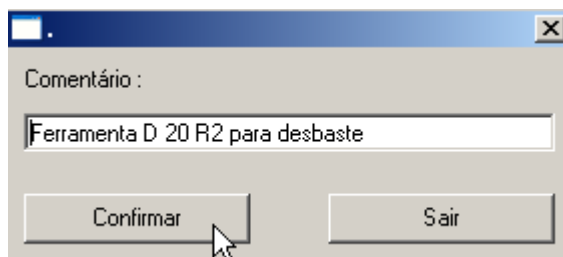 .
Comentário :
Ferramenta D 20 R2 para desbaste
Confirmar
Sair